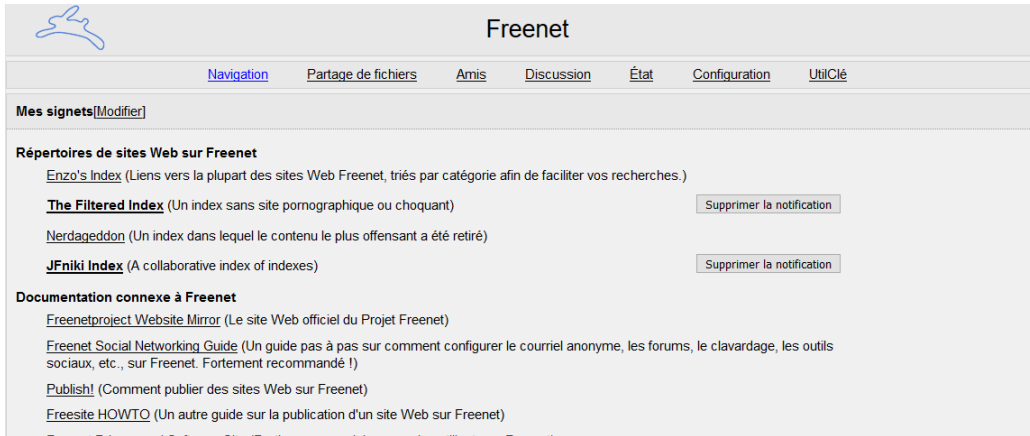 Freenet
Navigation Partage de fichiers Amis Discussion État Configuration UtilClé
Mes signets[Modifier]
Répertoires de sites Web sur Freenet
Enzo's Index (Liens vers la plupart des sites Web Freenet, triés par catégorie afin de faciliter vos recherches.)
The Filtered Index (Un index sans site pornographique ou choquant) Supprimer la notification
Nerdageddon (Un index dans lequel le contenu le plus offensant a été retiré)
JFniki Index (A collaborative index of indexes) Supprimer la notification
Documentation connexe à Freenet
Freenetproject Website Mirror (Le site Web officiel du Projet Freenet)
Freenet Social Networking Guide (Un guide pas à pas sur comment configurer le courriel anonyme, les forums, le clavardage, les outils
sociaux, etc., sur Freenet. Fortement recommandé !)
Publish! (Comment publier des sites Web sur Freenet)
Freesite HOWTO (Un autre guide sur la publication d'un site Web sur Freenet)